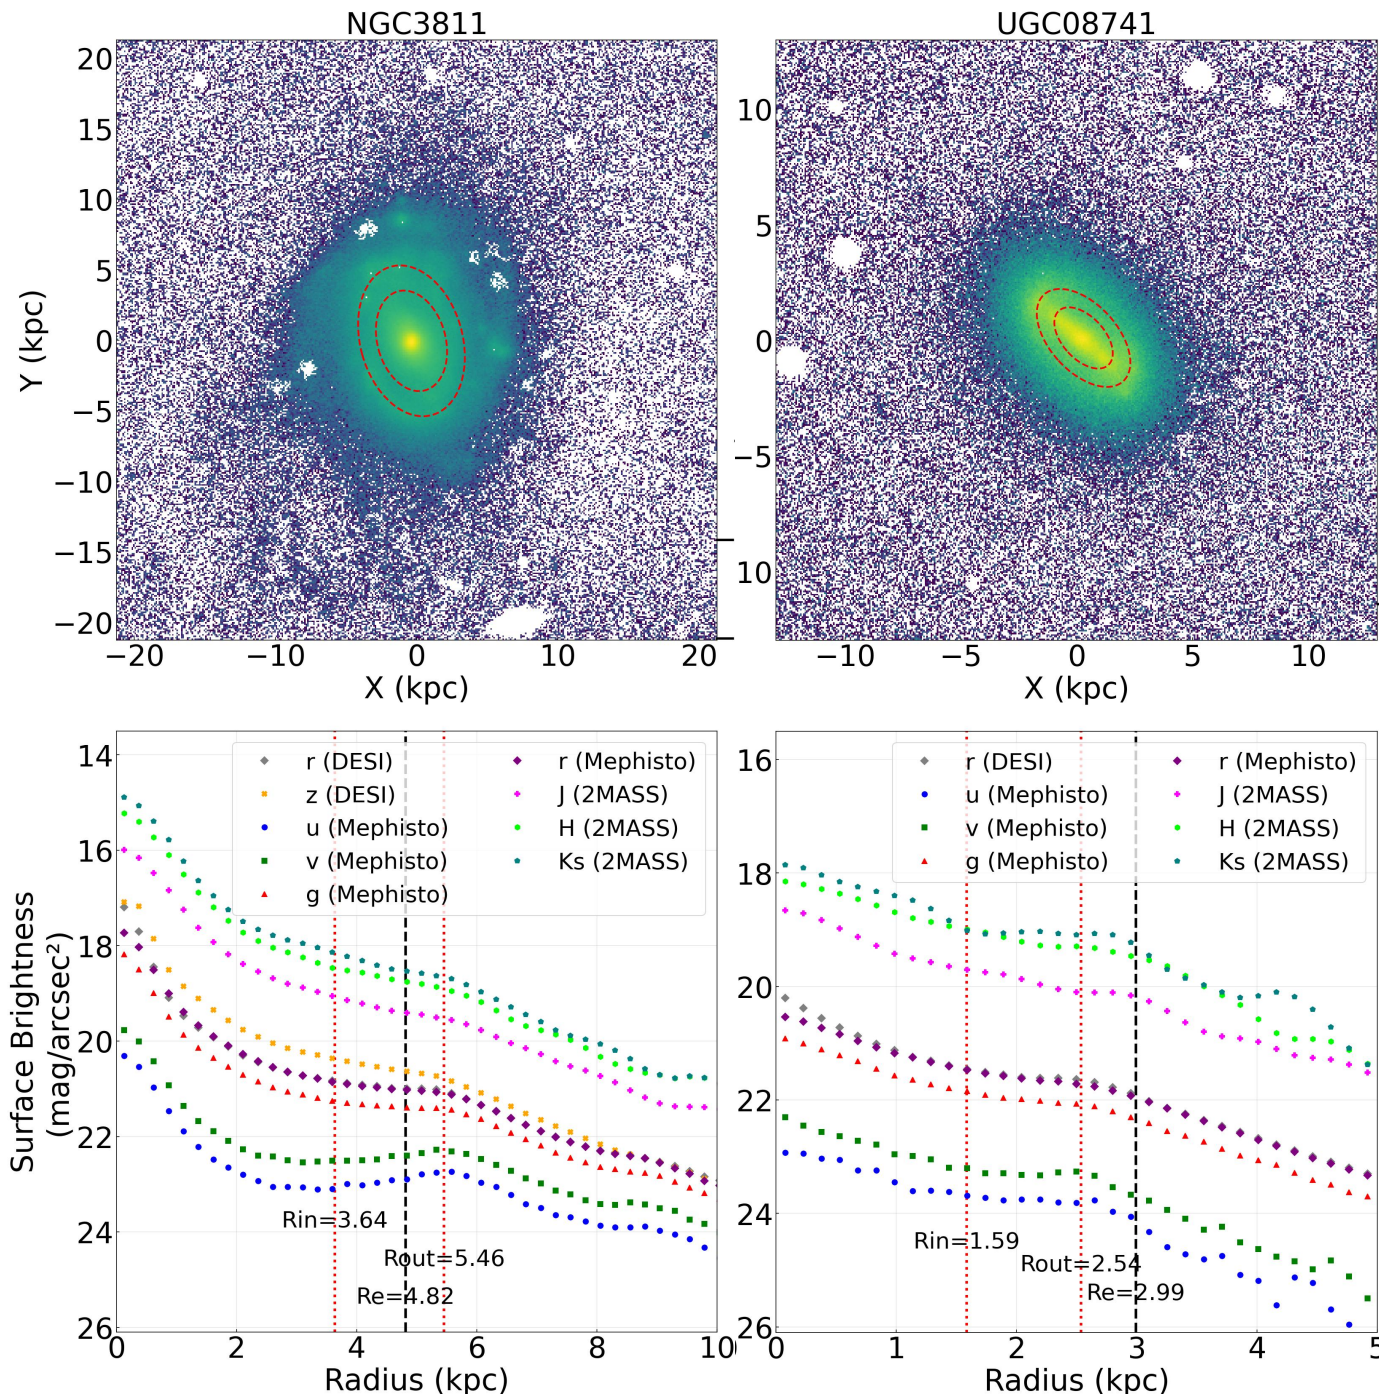 NGC3811
UGC08741
20
15
10
5
0
−5
−10
−15
−20
Y (kpc)
−20
−10
0
10
20
X (kpc)
10
5
0
−5
10
−10
−5
0
5
10
X (kpc)
r (DESI)
z (DESI)
u (Mephisto)
v (Mephisto)
g (Mephisto)
r (Mephisto)
J (2MASS)
H (2MASS)
Ks (2MASS)
14
16
18
20
22
24
26
Surface Brightness
(mag/arcsec²)
Rin=3.64
Rout=5.46
Re=4.82
0
2
4
6
8
10
Radius (kpc)
r (DESI)
u (Mephisto)
v (Mephisto)
g (Mephisto)
r (Mephisto)
J (2MASS)
H (2MASS)
Ks (2MASS)
16
18
20
22
24
26
Rin=1.59
Rout=2.54
Re=2.99
0
1
2
3
4
5
Radius (kpc)